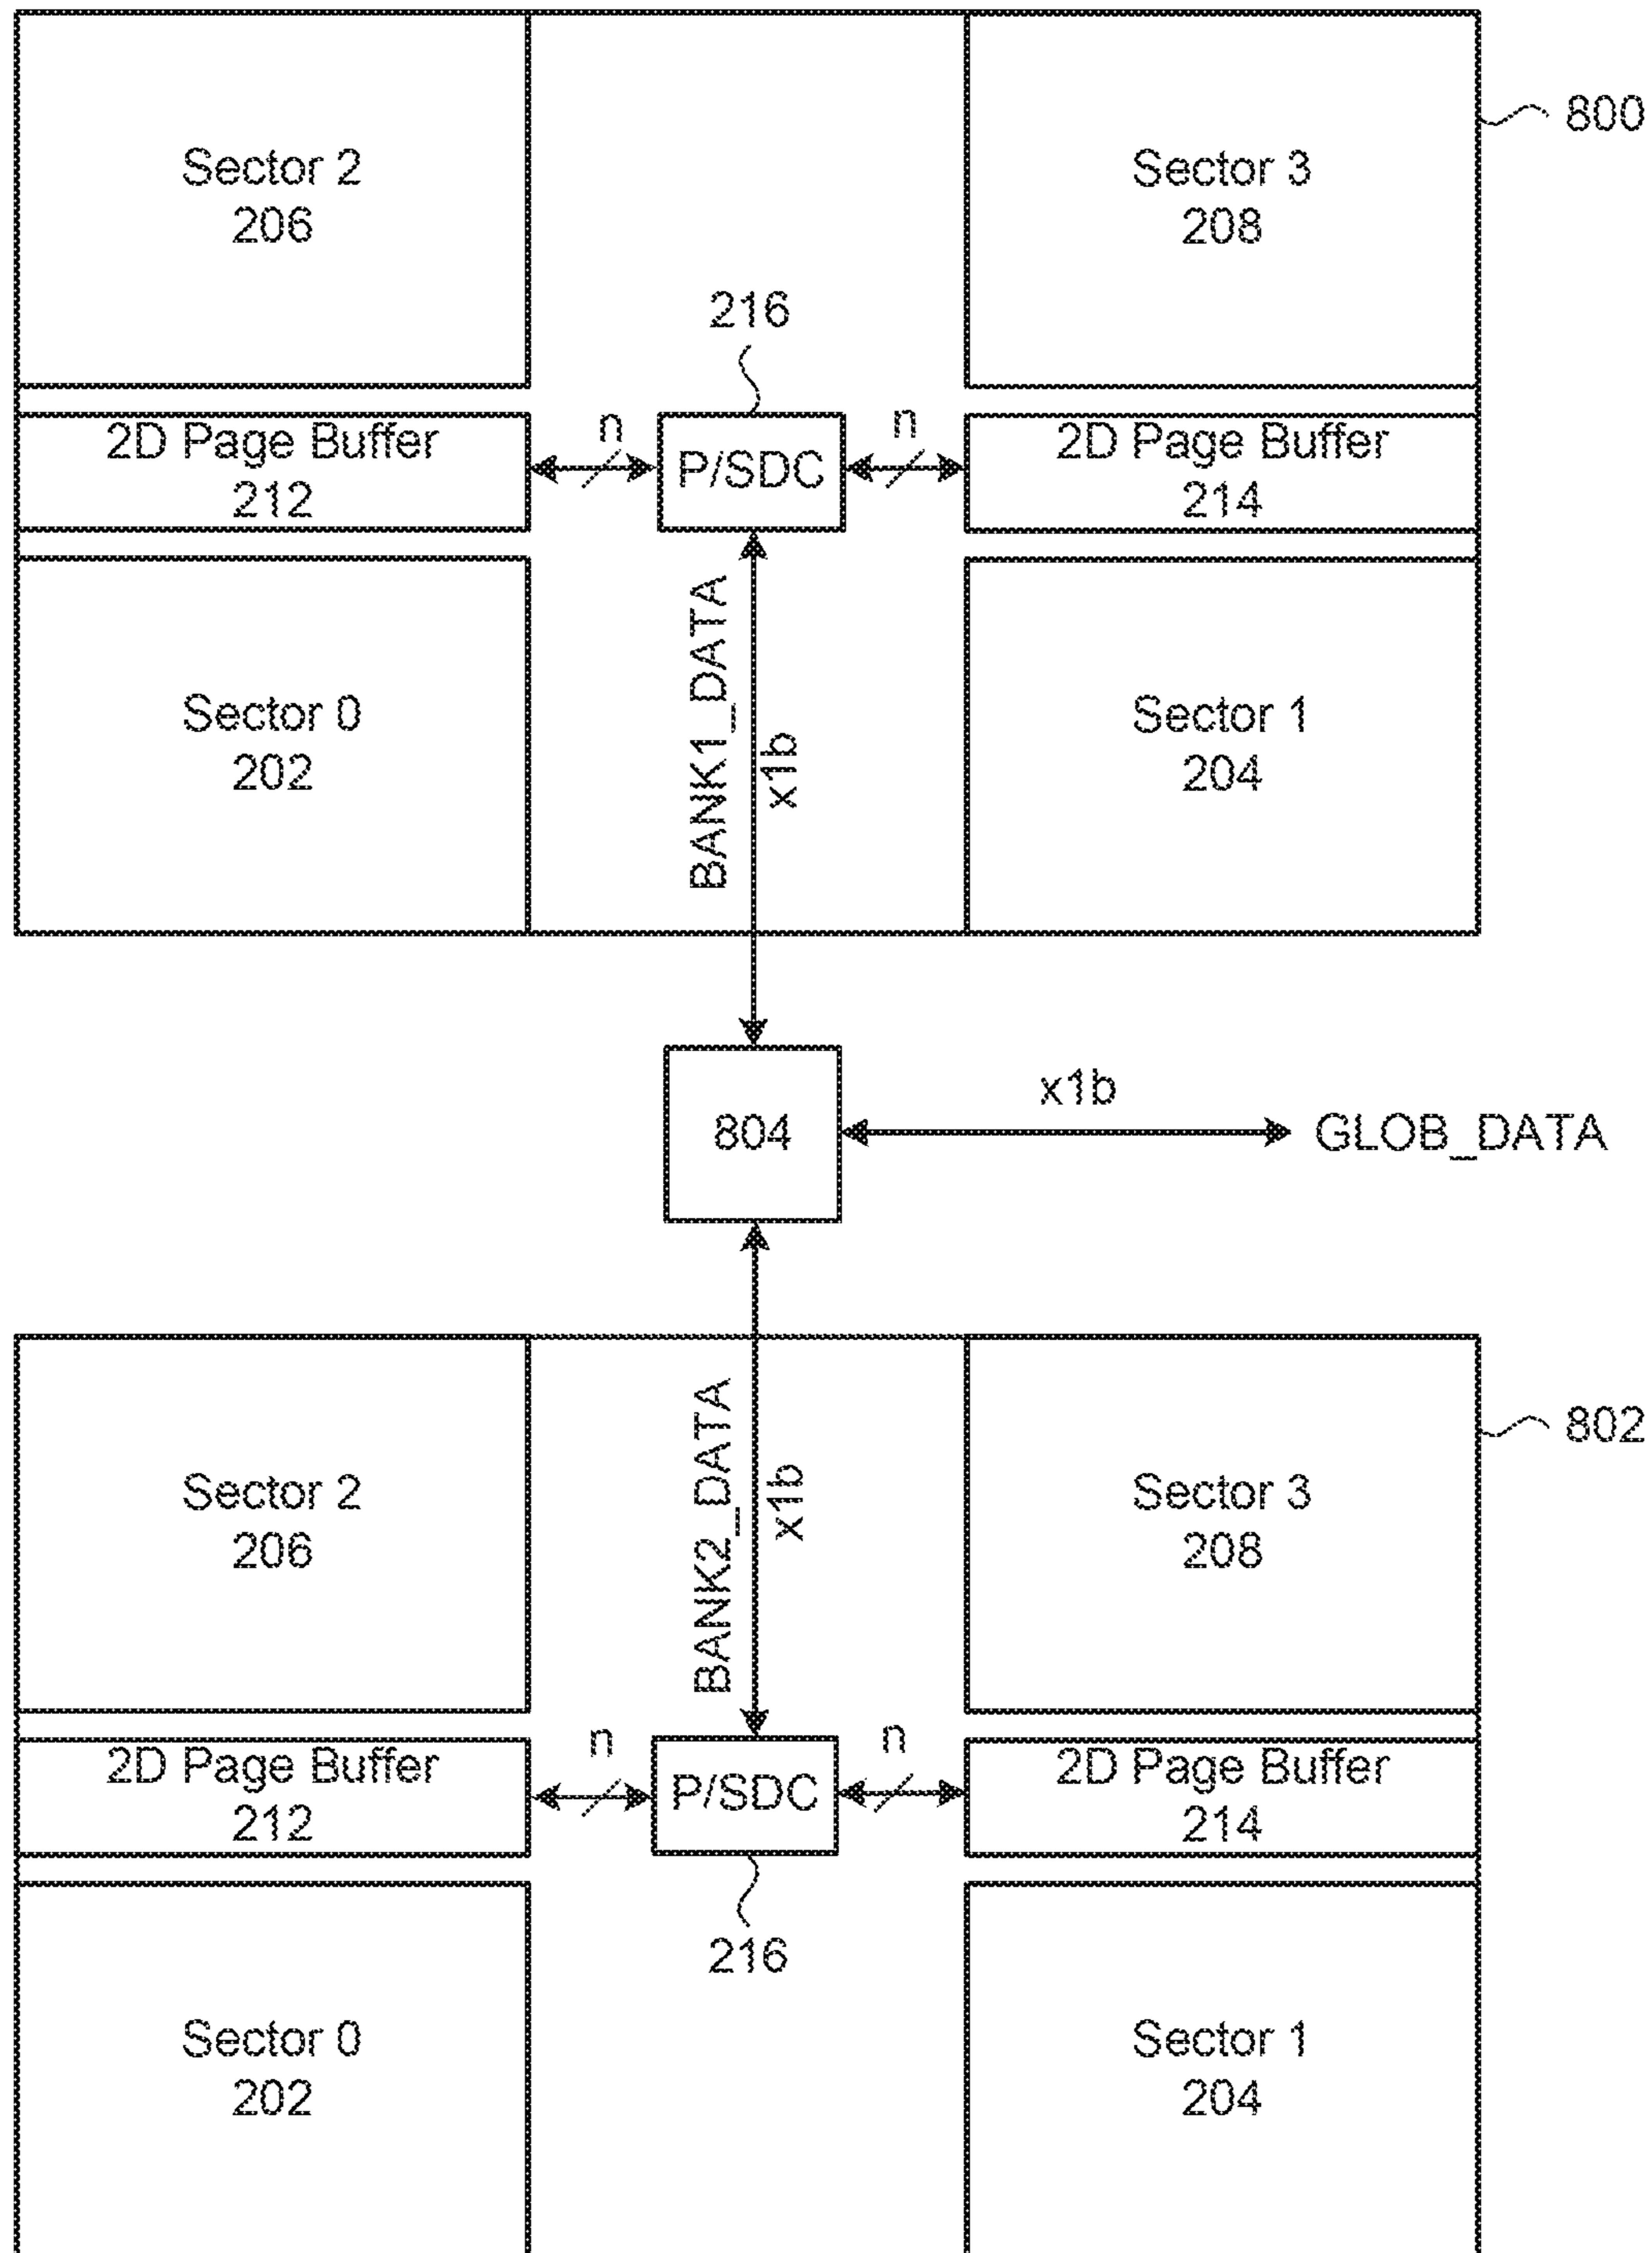 800
Sector 2
206
Sector 3
208
216
2D Page Buffer
212
n
P/SDC
n
2D Page Buffer
214
BANK1_DATA
x1b
Sector 0
202
Sector 1
204
804
x1b
GLOB_DATA
802
Sector 2
206
BANK2_DATA
x1b
Sector 3
208
2D Page Buffer
212
n
P/SDC
n
2D Page Buffer
214
216
Sector 0
202
Sector 1
204